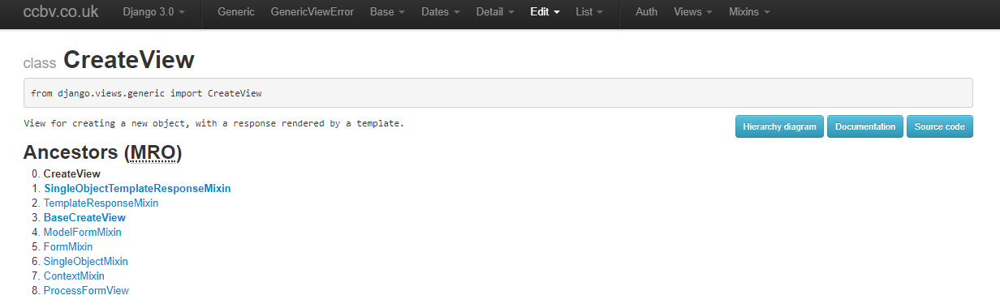 ccbv.co.uk Django 3.0 Generic GenericViewError Base Dates Detail Edit List Auth Views Mixins
class CreateView
from django.views.generic import CreateView
View for creating a new object, with a response rendered by a template.
Hierarchy diagram Documentation Source code
Ancestors (MRO)
0. CreateView
1. SingleObjectTemplateResponseMixin
2. TemplateResponseMixin
3. BaseCreateView
4. ModelFormMixin
5. FormMixin
6. SingleObjectMixin
7. ContextMixin
8. ProcessFormView